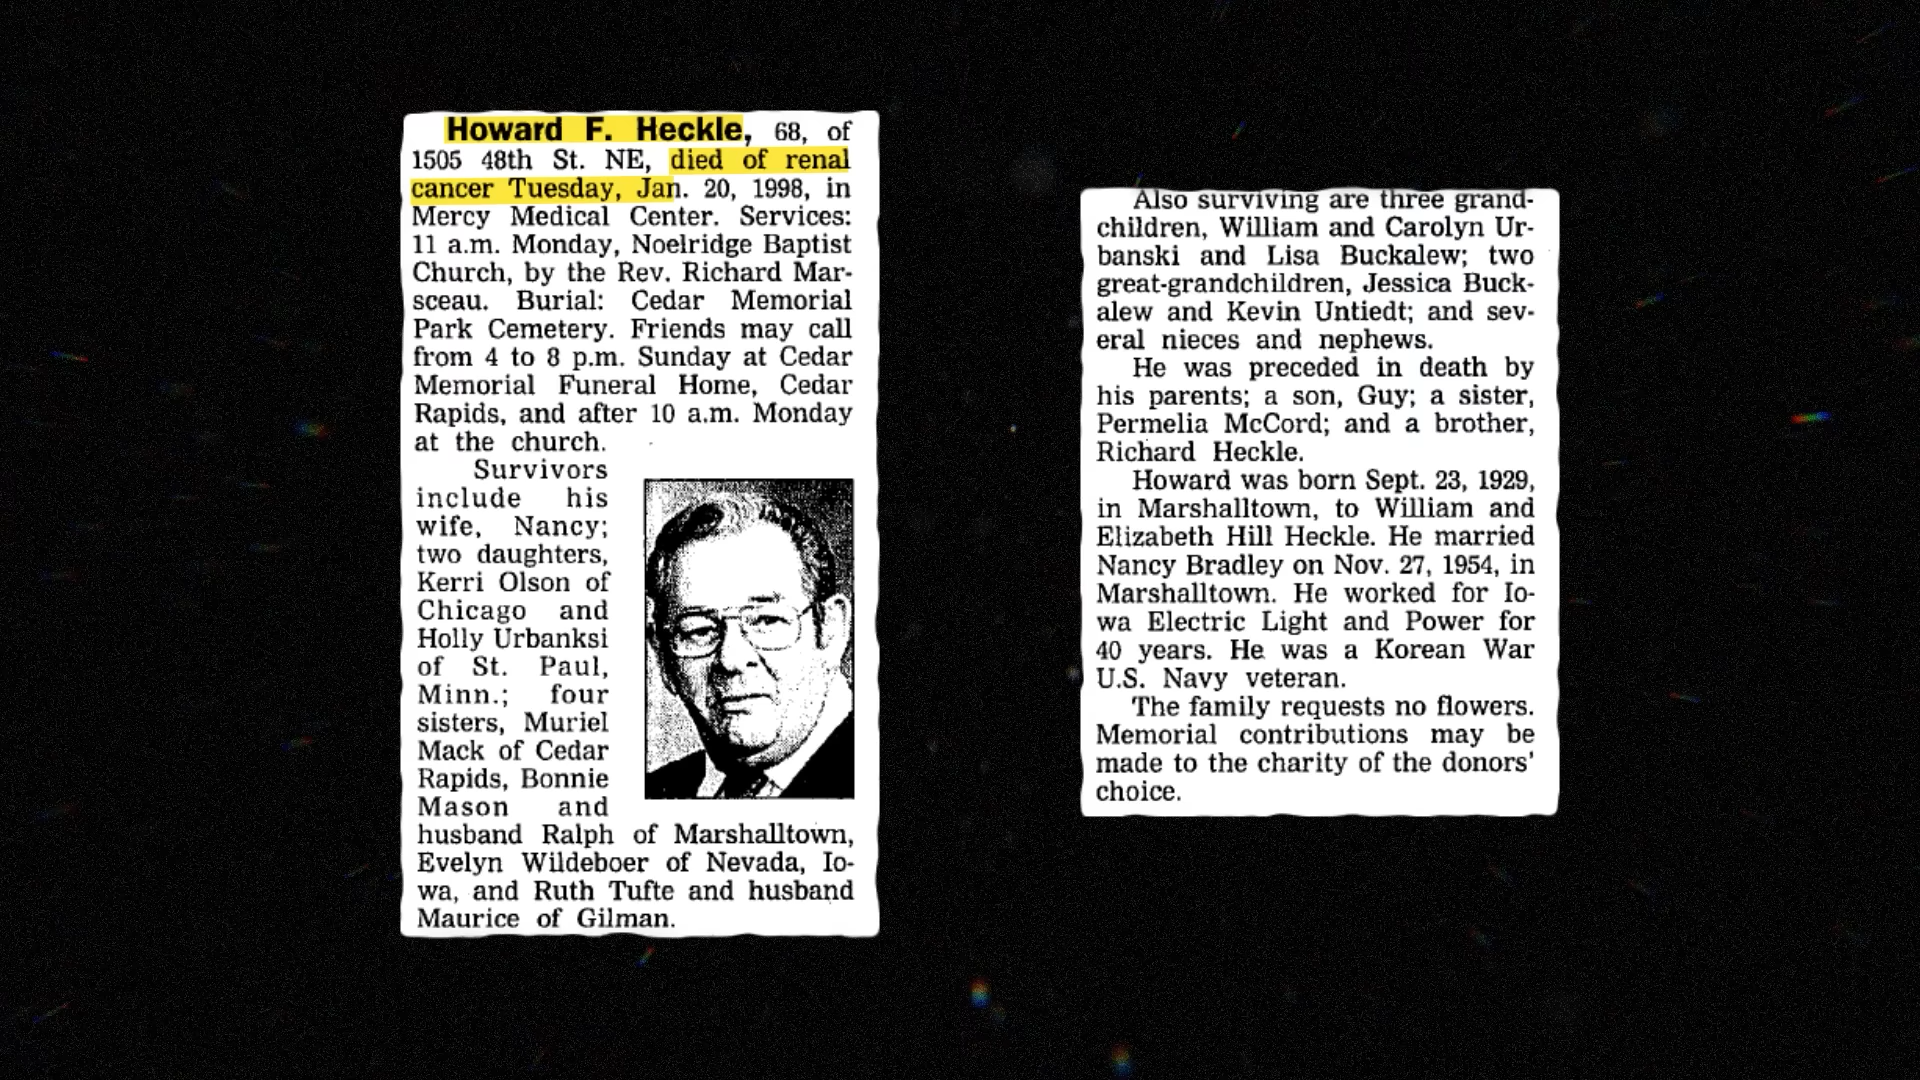 Howard F. Heckle, 68, of
1505 48th St. NE, died of renal
cancer Tuesday, Jan. 20, 1998, in
Mercy Medical Center. Services:
11 a.m. Monday, Noelridge Baptist
Church, by the Rev. Richard Mar-
sceau. Burial: Cedar Memorial
Park Cemetery. Friends may call
from 4 to 8 p.m. Sunday at Cedar
Memorial Funeral Home, Cedar
Rapids, and after 10 a.m. Monday
at the church.
Survivors
include his
wife, Nancy;
two daughters,
Kerri Olson of
Chicago and
Holly Urbanksi
of St. Paul,
Minn.; four
sisters, Muriel
Mack of Cedar
Rapids, Bonnie
Mason and
husband Ralph of Marshalltown,
Evelyn Wildeboer of Nevada, Io-
wa, and Ruth Tufte and husband
Maurice of Gilman.
Also surviving are three grand-
children, William and Carolyn Ur-
banski and Lisa Buckalew; two
great-grandchildren, Jessica Buck-
alew and Kevin Untiedt; and sev-
eral nieces and nephews.
He was preceded in death by
his parents; a son, Guy; a sister,
Permelia McCord; and a brother,
Richard Heckle.
Howard was born Sept. 23, 1929,
in Marshalltown, to William and
Elizabeth Hill Heckle. He married
Nancy Bradley on Nov. 27, 1954, in
Marshalltown. He worked for Io-
wa Electric Light and Power for
40 years. He was a Korean War
U.S. Navy veteran.
The family requests no flowers.
Memorial contributions may be
made to the charity of the donors'
choice.